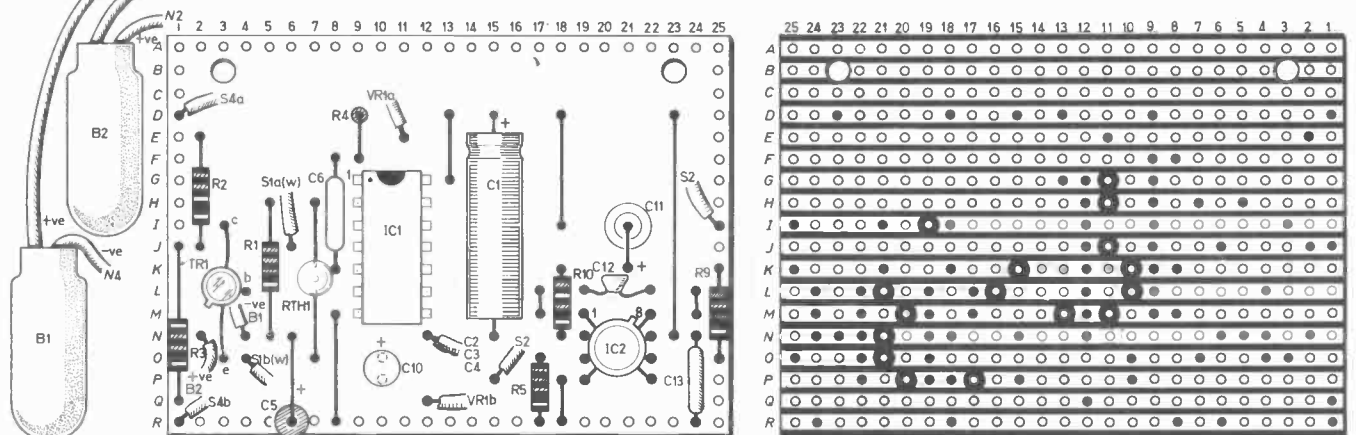 N2
+ve
1 2 3 4 5 6 7 8 9 10 11 12 13 14 15 16 17 18 19 20 21 22 23 24 25
25 24 23 22 21 20 19 18 17 16 15 14 13 12 11 10 9 8 7 6 5 4 3 2 1
A
B
C
D
E
F
G
H
I
J
K
L
M
N
O
P
Q
R
A
B
C
D
E
F
G
H
I
J
K
L
M
N
O
P
Q
R
B2
S4a
VR1a
R4
+
R2
S1a(w)
C6
1
C1
S2
+ve
-ve
N4
c
R1
IC1
C11
TR1
b
RTH1
R10
C12
+
R9
-ve
B1
B1
1
8
R3
e
S1b(w)
+
C10
C2
C3
C4
S2
IC2
+ve
B2
R5
C13
S4b
C5
+
VR1b